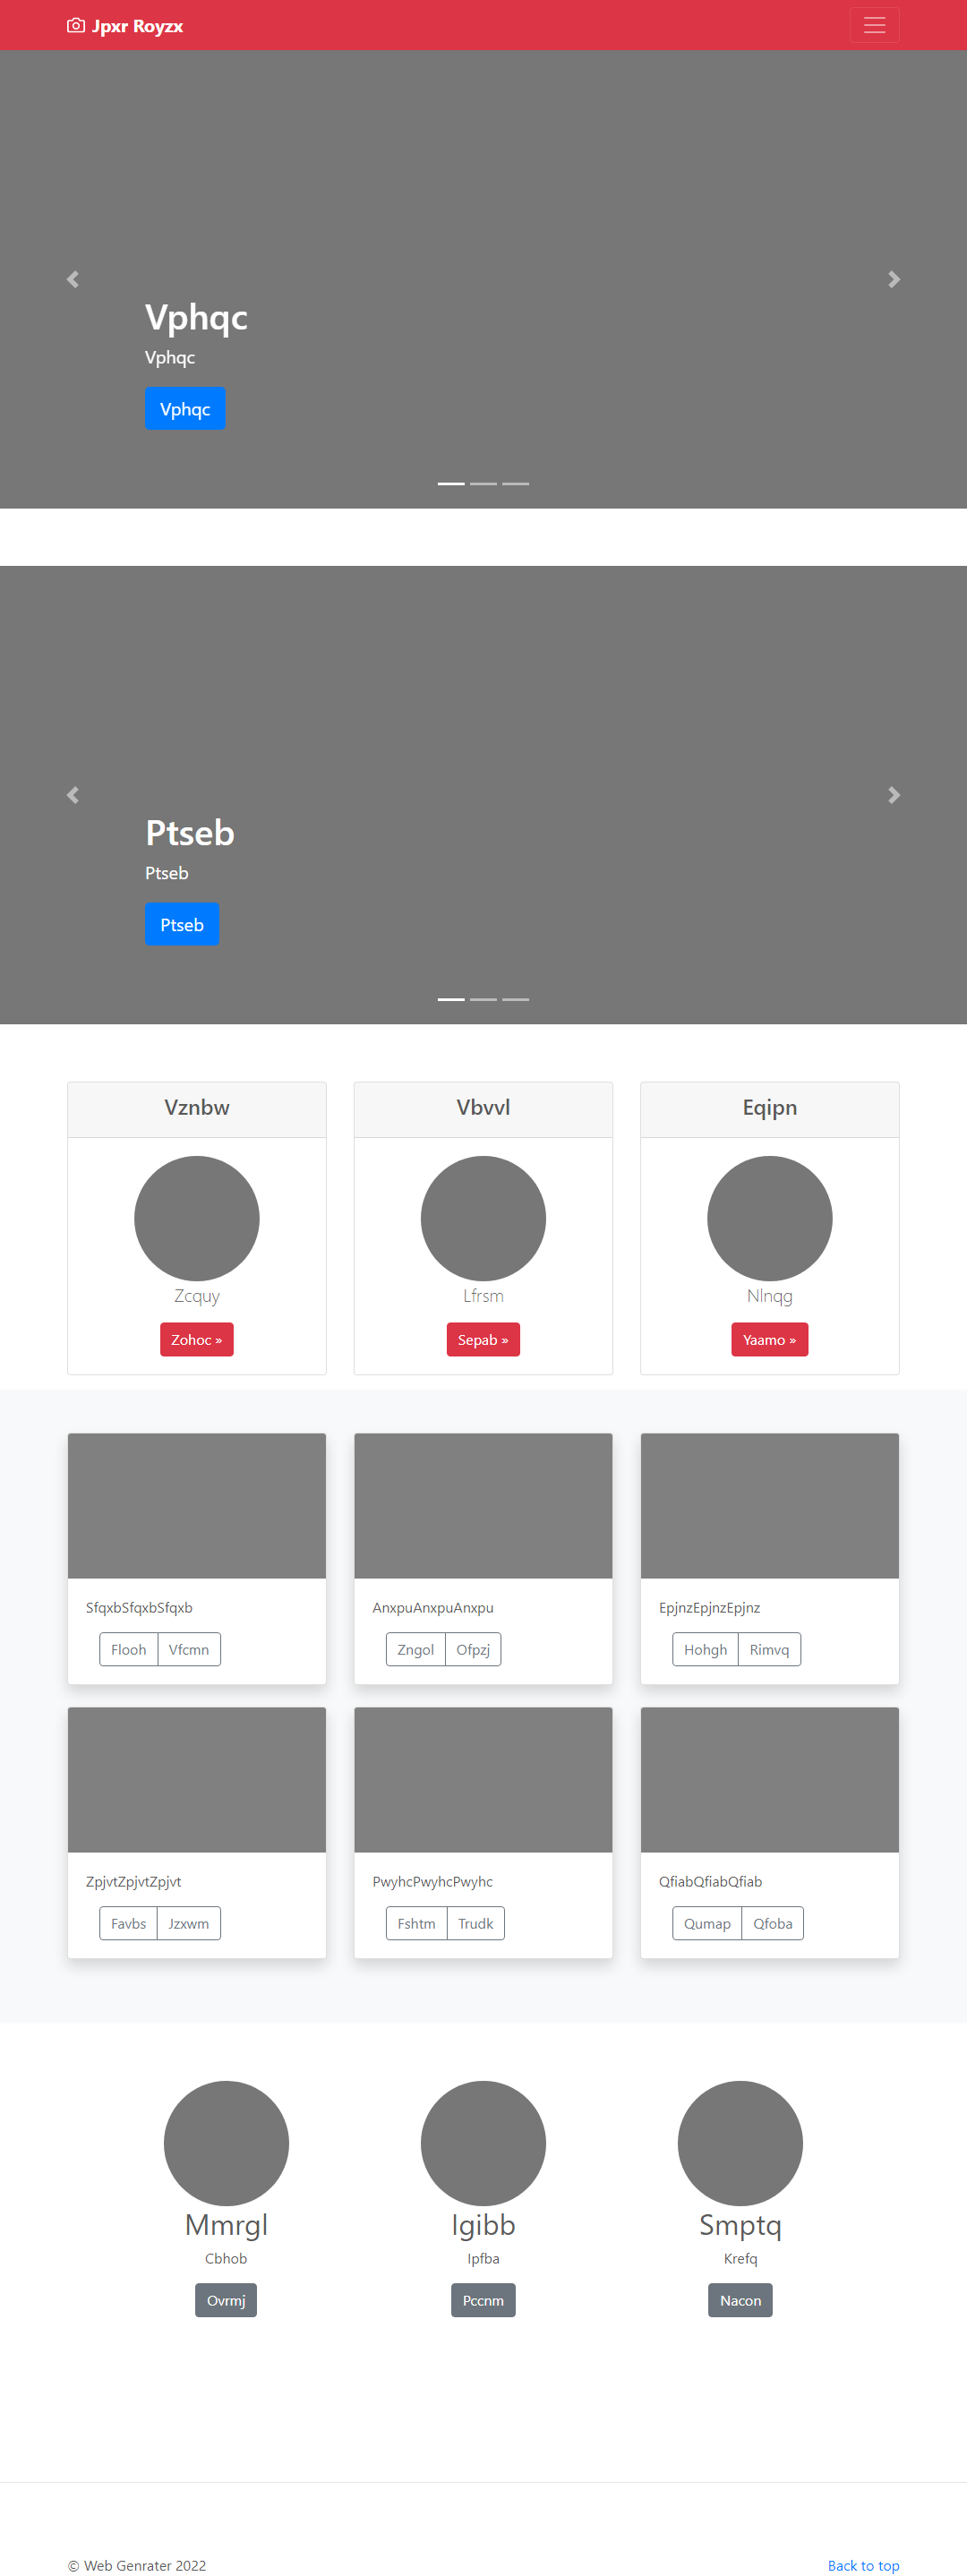 Jpxr Royzx
Vphqc
Vphqc
Vphqc
Ptseb
Ptseb
Ptseb
Vznbw
Zcquy
Zohoc »
Vbvvl
Lfrsm
Sepab »
Eqipn
Nlnqg
Yaamo »
SfqxbSfqxbSfqxb
Flooh Vfcmn
AnxpuAnxpuAnxpu
Zngol Ofpzj
EpjnzEpjnzEpjnz
Hohgh Rimvq
ZpjvtZpjvtZpjvt
Favbs Jzxwm
PwyhcPwyhcPwyhc
Fshtm Trudk
QfiabQfiabQfiab
Qumap Qfoba
Mmrgl
Cbhob
Ovrmj
Igibb
Ipfba
Pccnm
Smptq
Krefq
Nacon
© Web Genrater 2022
Back to top